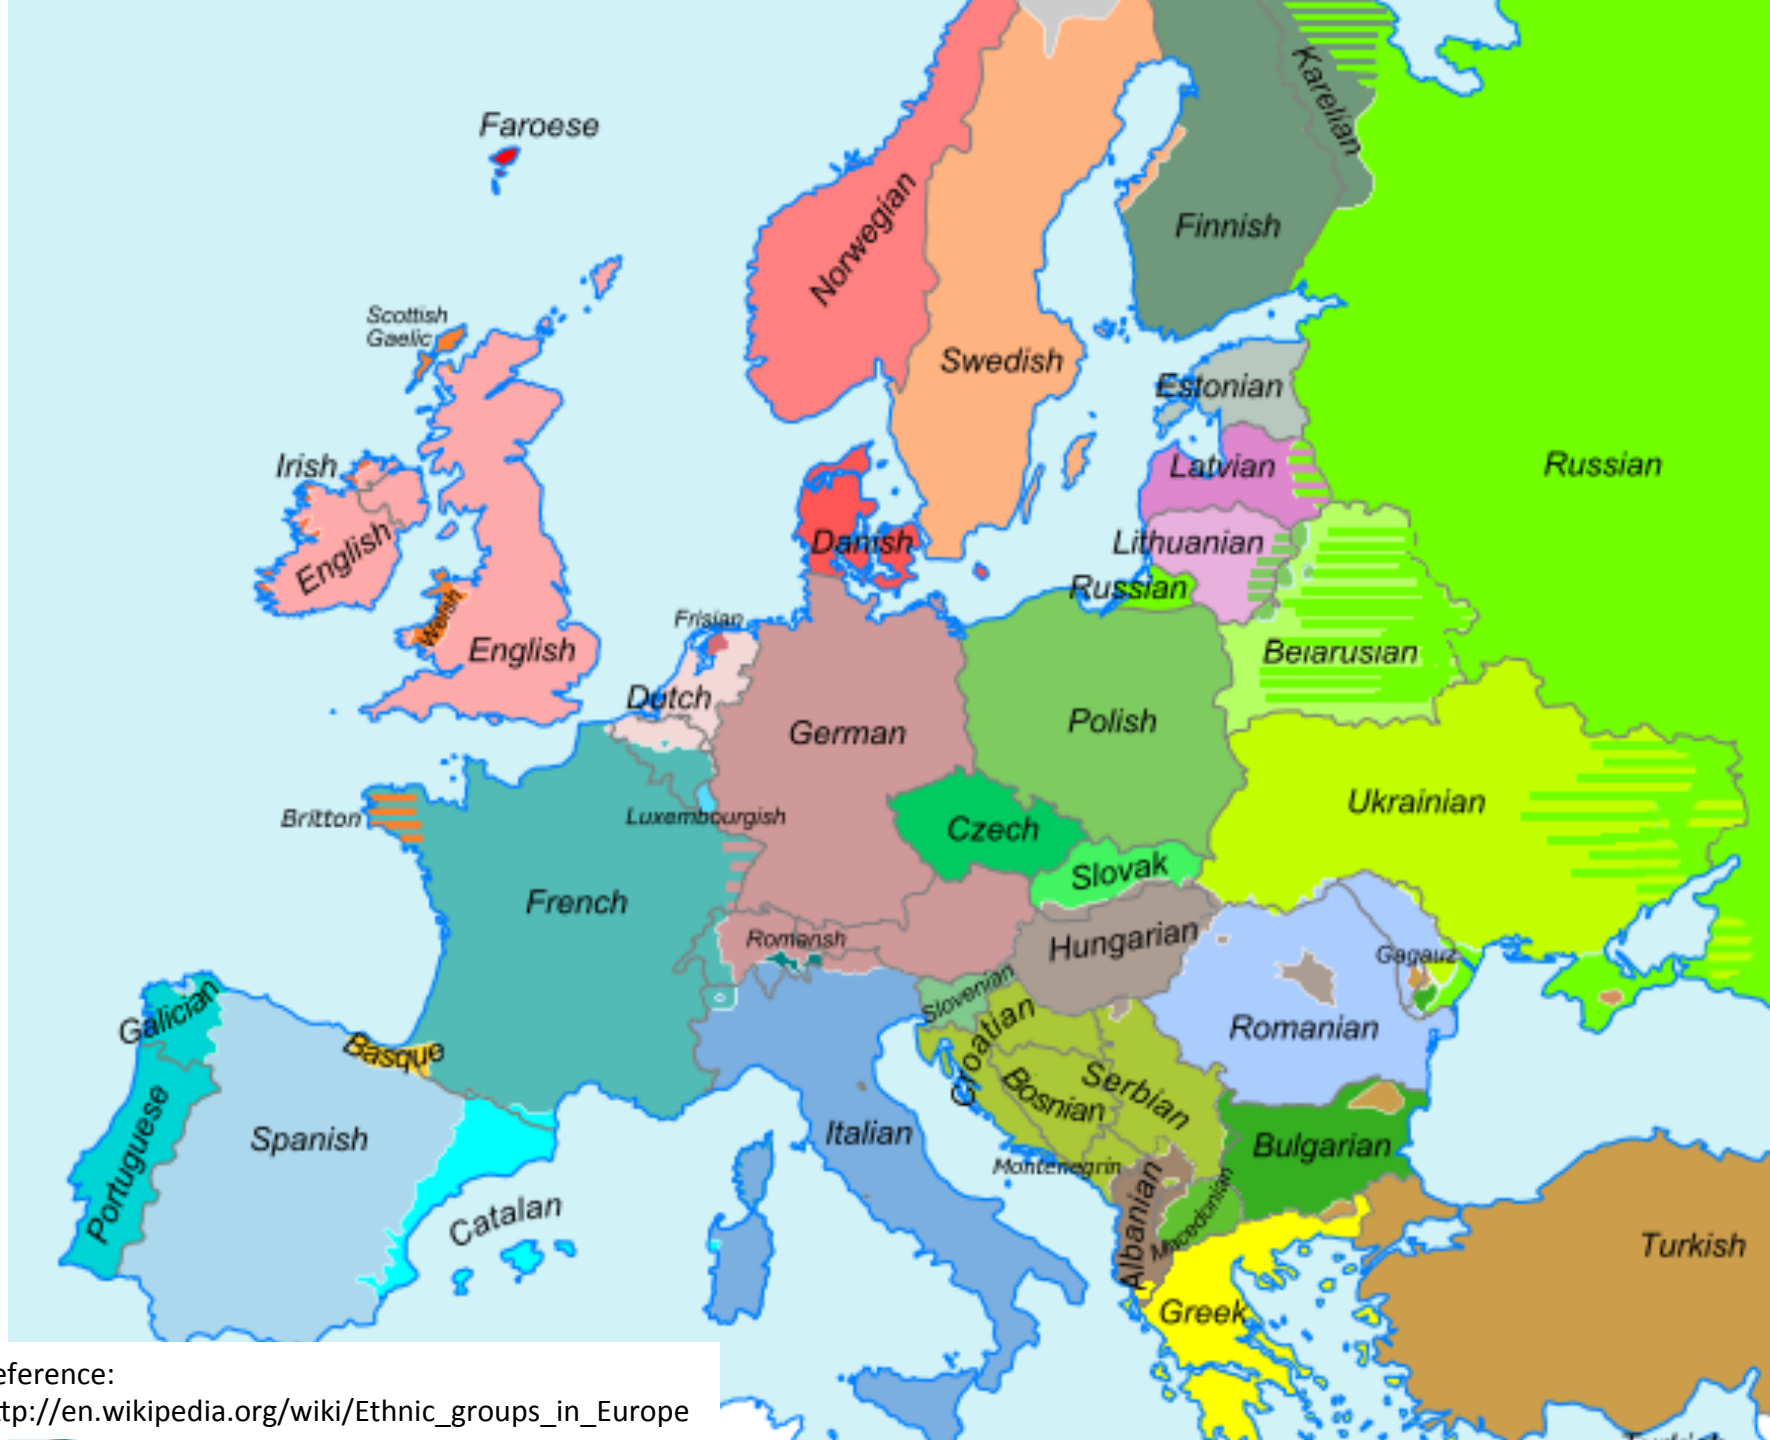 Faroese
Karelian
Norwegian
Finnish
Scottish
Gaelic
Swedish
Estonian
Irish
Latvian
Russian
English
Danish
Lithuanian
Russian
Welsh
Frisian
English
Belarusian
Dutch
German
Polish
Britton
Luxembourgish
Czech
Ukrainian
French
Slovak
Romansh
Hungarian
Gagauz
Galician
Slovenian
Croatian
Romanian
Basque
Bosnian
Serbian
Portuguese
Spanish
Italian
Bulgarian
Montenegrin
Albanian
Macedonian
Catalan
Turkish
Greek
eference:
tp://en.wikipedia.org/wiki/Ethnic_groups_in_Europe